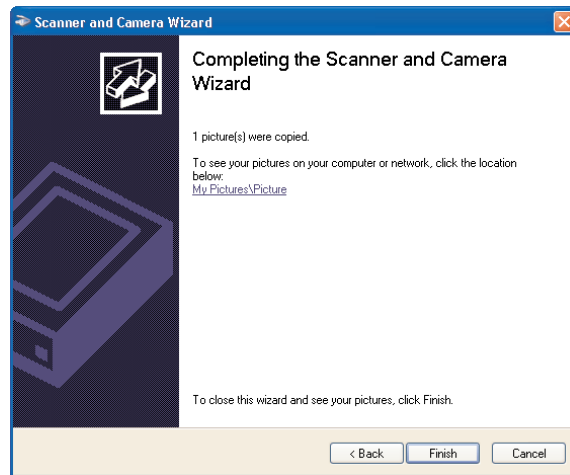 Scanner and Camera Wizard
Completing the Scanner and Camera
Wizard
1 picture(s) were copied.
To see your pictures on your computer or network, click the location
below:
My Pictures\Picture
To close this wizard and see your pictures, click Finish.
< Back Finish Cancel